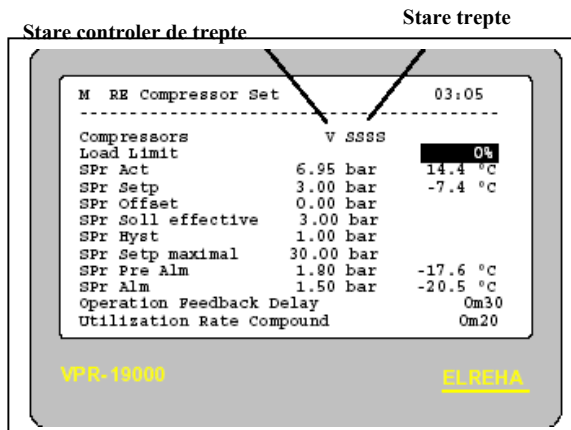 Stare controler de trepte
Stare trepte
M RE Compressor Set 03:05
Compressors V SSSS
Load Limit 0%
SPr Act 6.95 bar 14.4 °C
SPr Setp 3.00 bar -7.4 °C
SPr Offset 0.00 bar
SPr Soll effective 3.00 bar
SPr Hyst 1.00 bar
SPr Setp maximal 30.00 bar
SPr Pre Alm 1.80 bar -17.6 °C
SPr Alm 1.50 bar -20.5 °C
Operation Feedback Delay 0m30
Utilization Rate Compound 0m20
VPR-19000 ELREHA